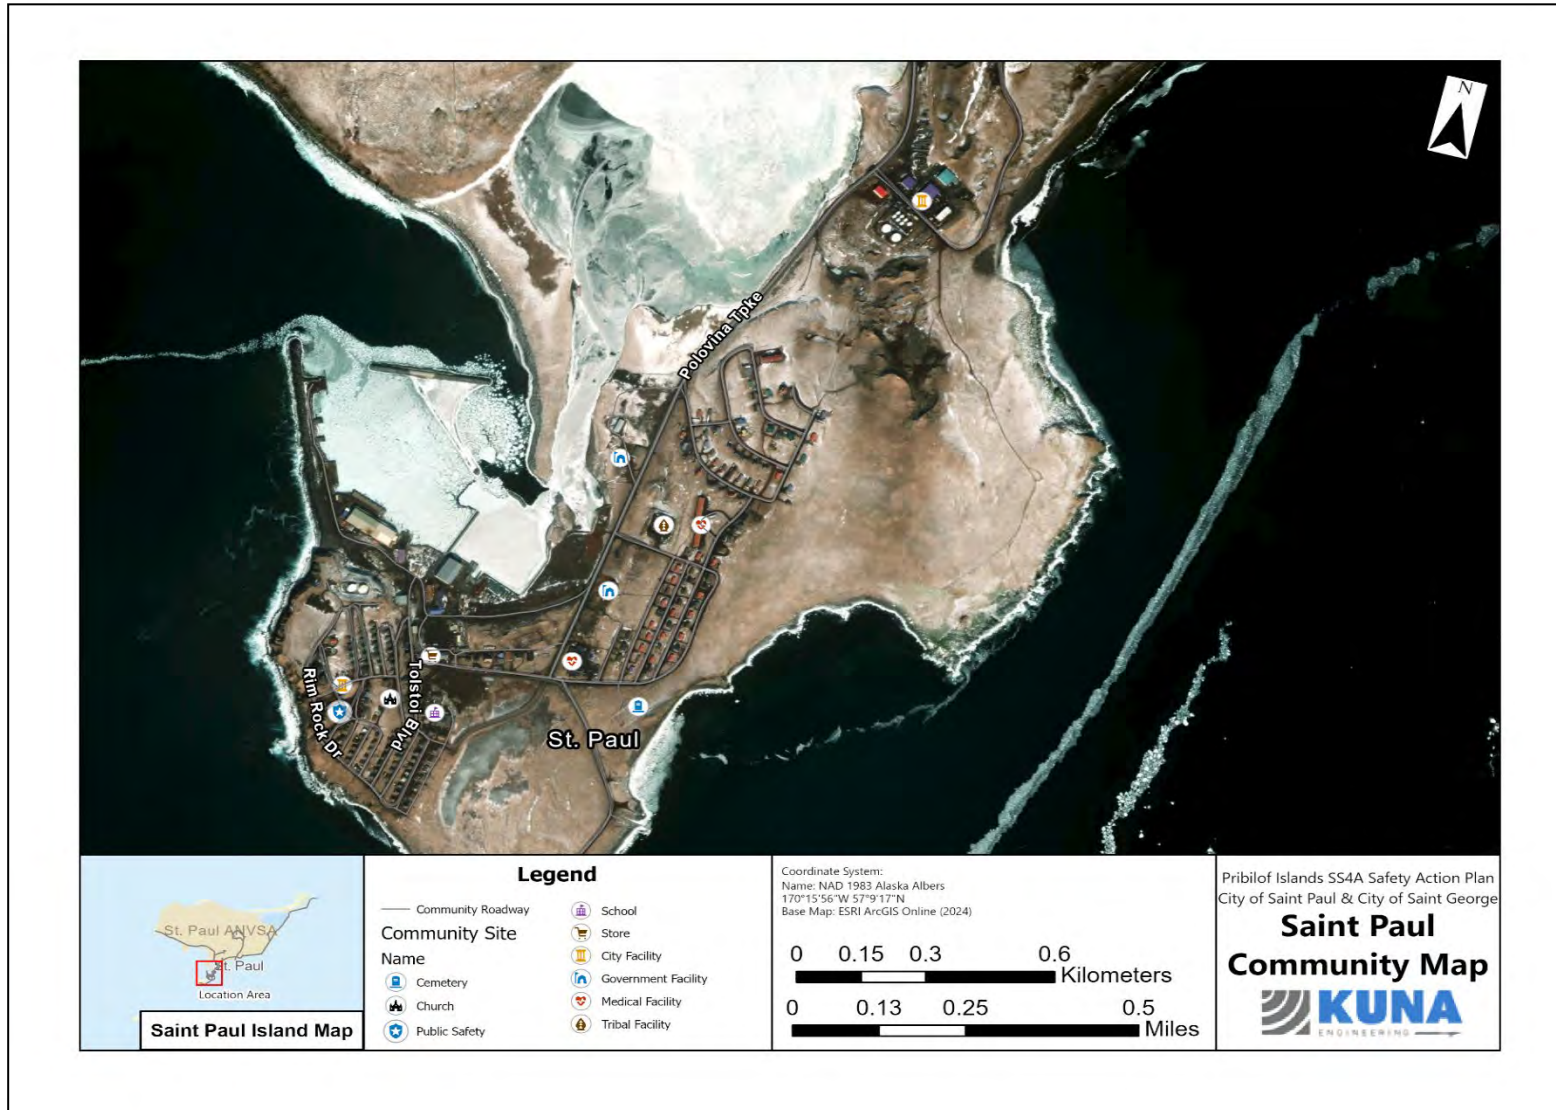 N
Polovina Tpke
Rim Rock Dr
Tolstoi Blvd
St. Paul
St. Paul ANVSA
St. Paul
Location Area
Saint Paul Island Map
Legend
Community Roadway
Community Site
Name
Cemetery
Church
Public Safety
School
Store
City Facility
Government Facility
Medical Facility
Tribal Facility
Coordinate System:
Name: NAD 1983 Alaska Albers
170°15'56"W 57°9'17"N
Base Map: ESRI ArcGIS Online (2024)
0 0.15 0.3 0.6
Kilometers
0 0.13 0.25 0.5
Miles
Pribilof Islands SS4A Safety Action Plan
City of Saint Paul & City of Saint George
Saint Paul
Community Map
KUNA
ENGINEERING